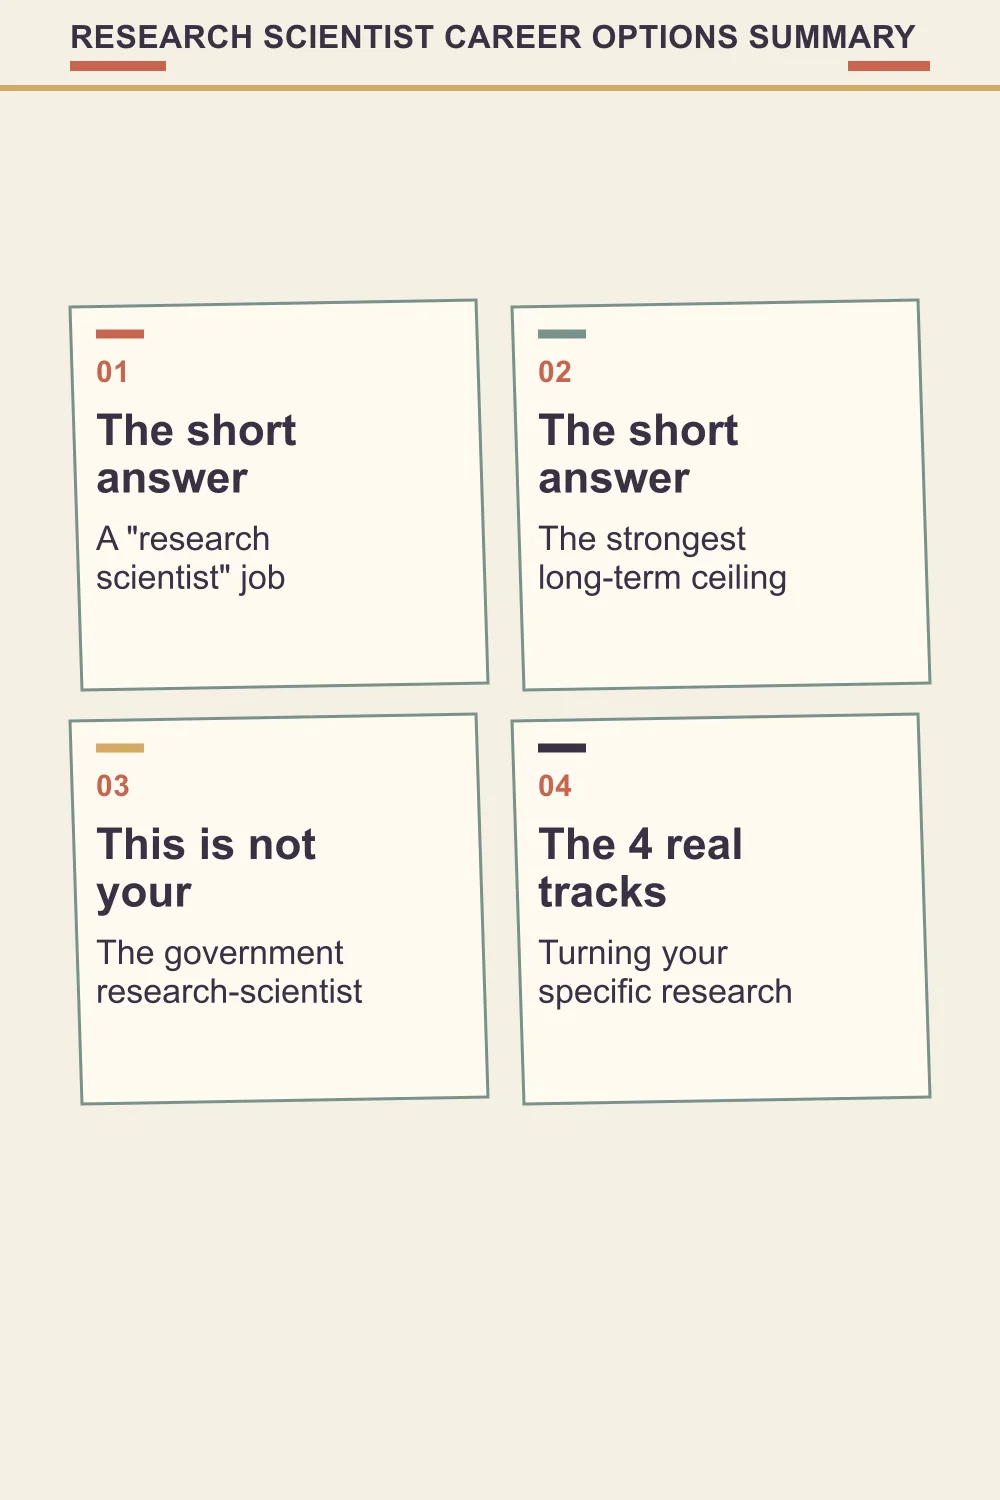 RESEARCH SCIENTIST CAREER OPTIONS SUMMARY
01
The short
answer
A "research
scientist" job
02
The short
answer
The strongest
long-term ceiling
03
This is not
your
The government
research-scientist
04
The 4 real
tracks
Turning your
specific research